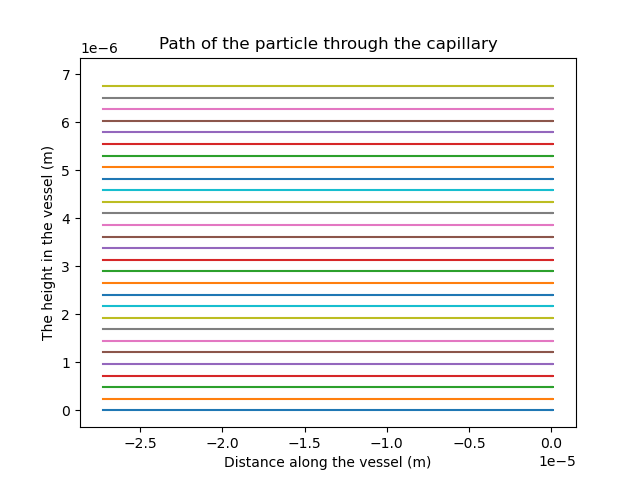 Path of the particle through the capillary
1e−6
7
6
5
4
3
2
1
0
The height in the vessel (m)
−2.5 −2.0 −1.5 −1.0 −0.5 0.0
1e−5
Distance along the vessel (m)